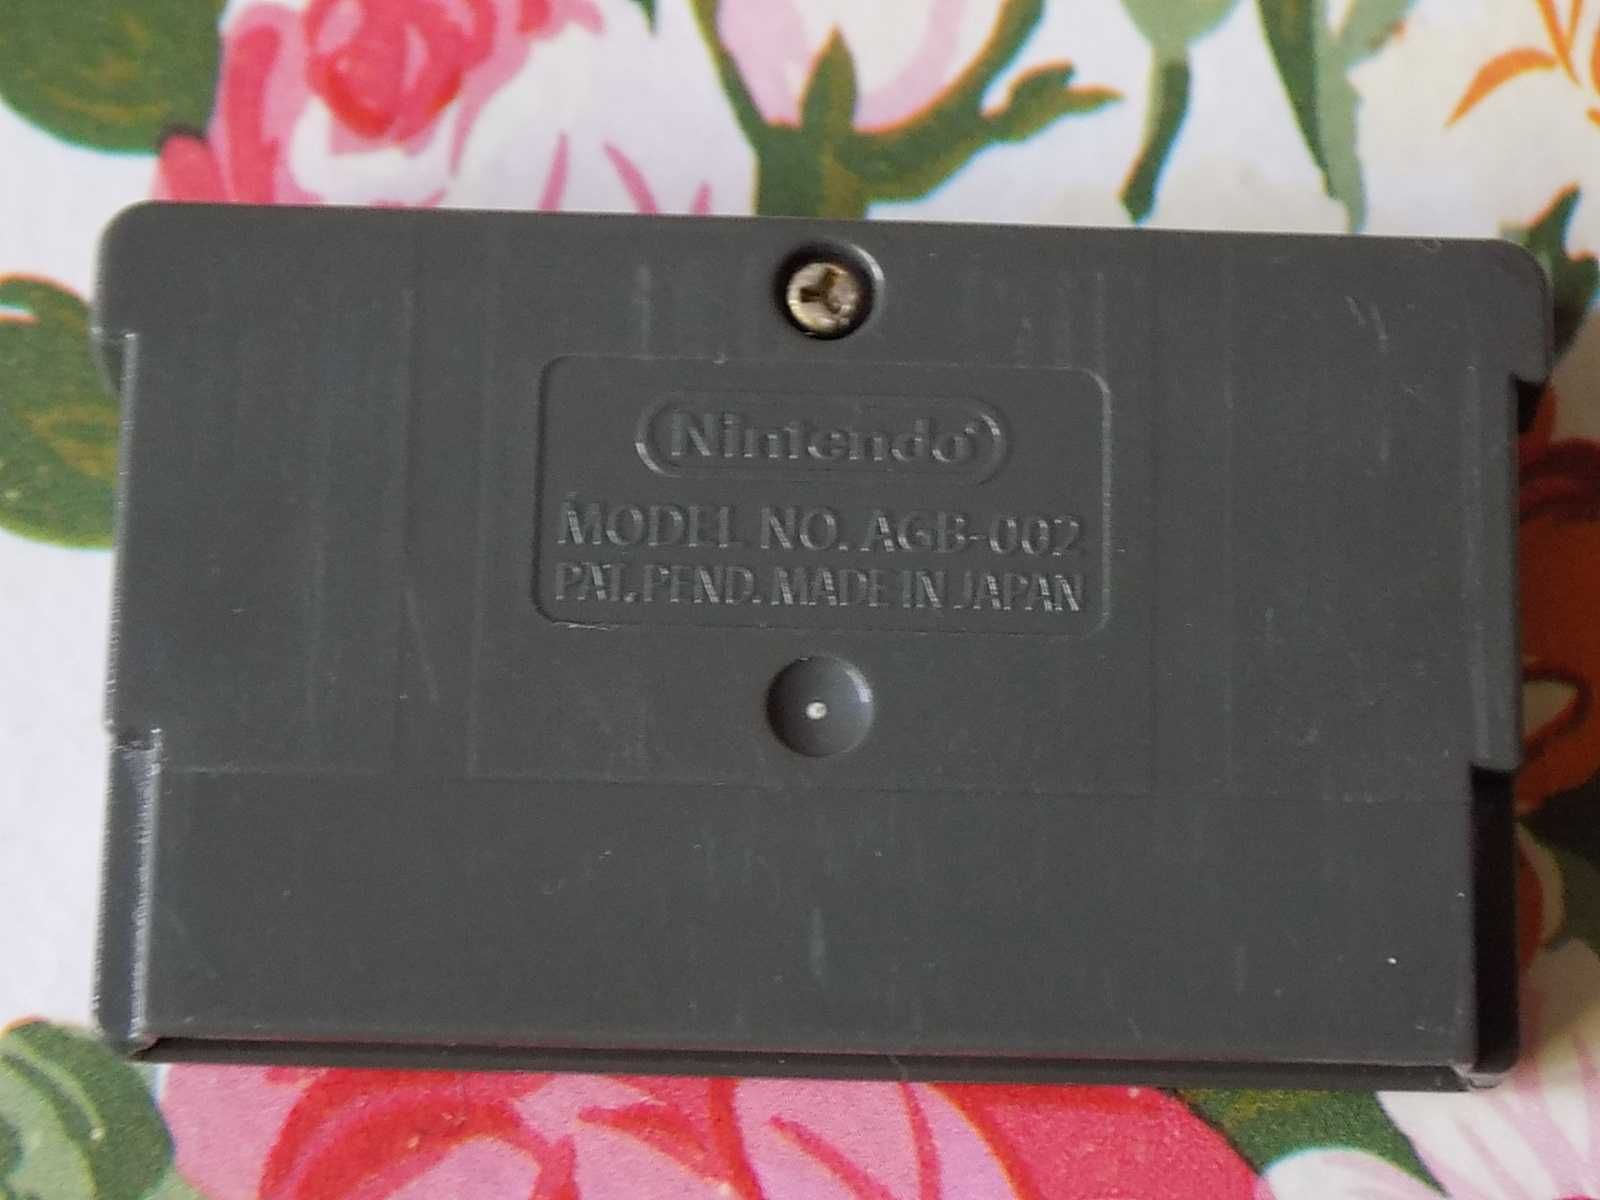 Nintendo
MODEL NO. AGB-002
PAT. PEND. MADE IN JAPAN